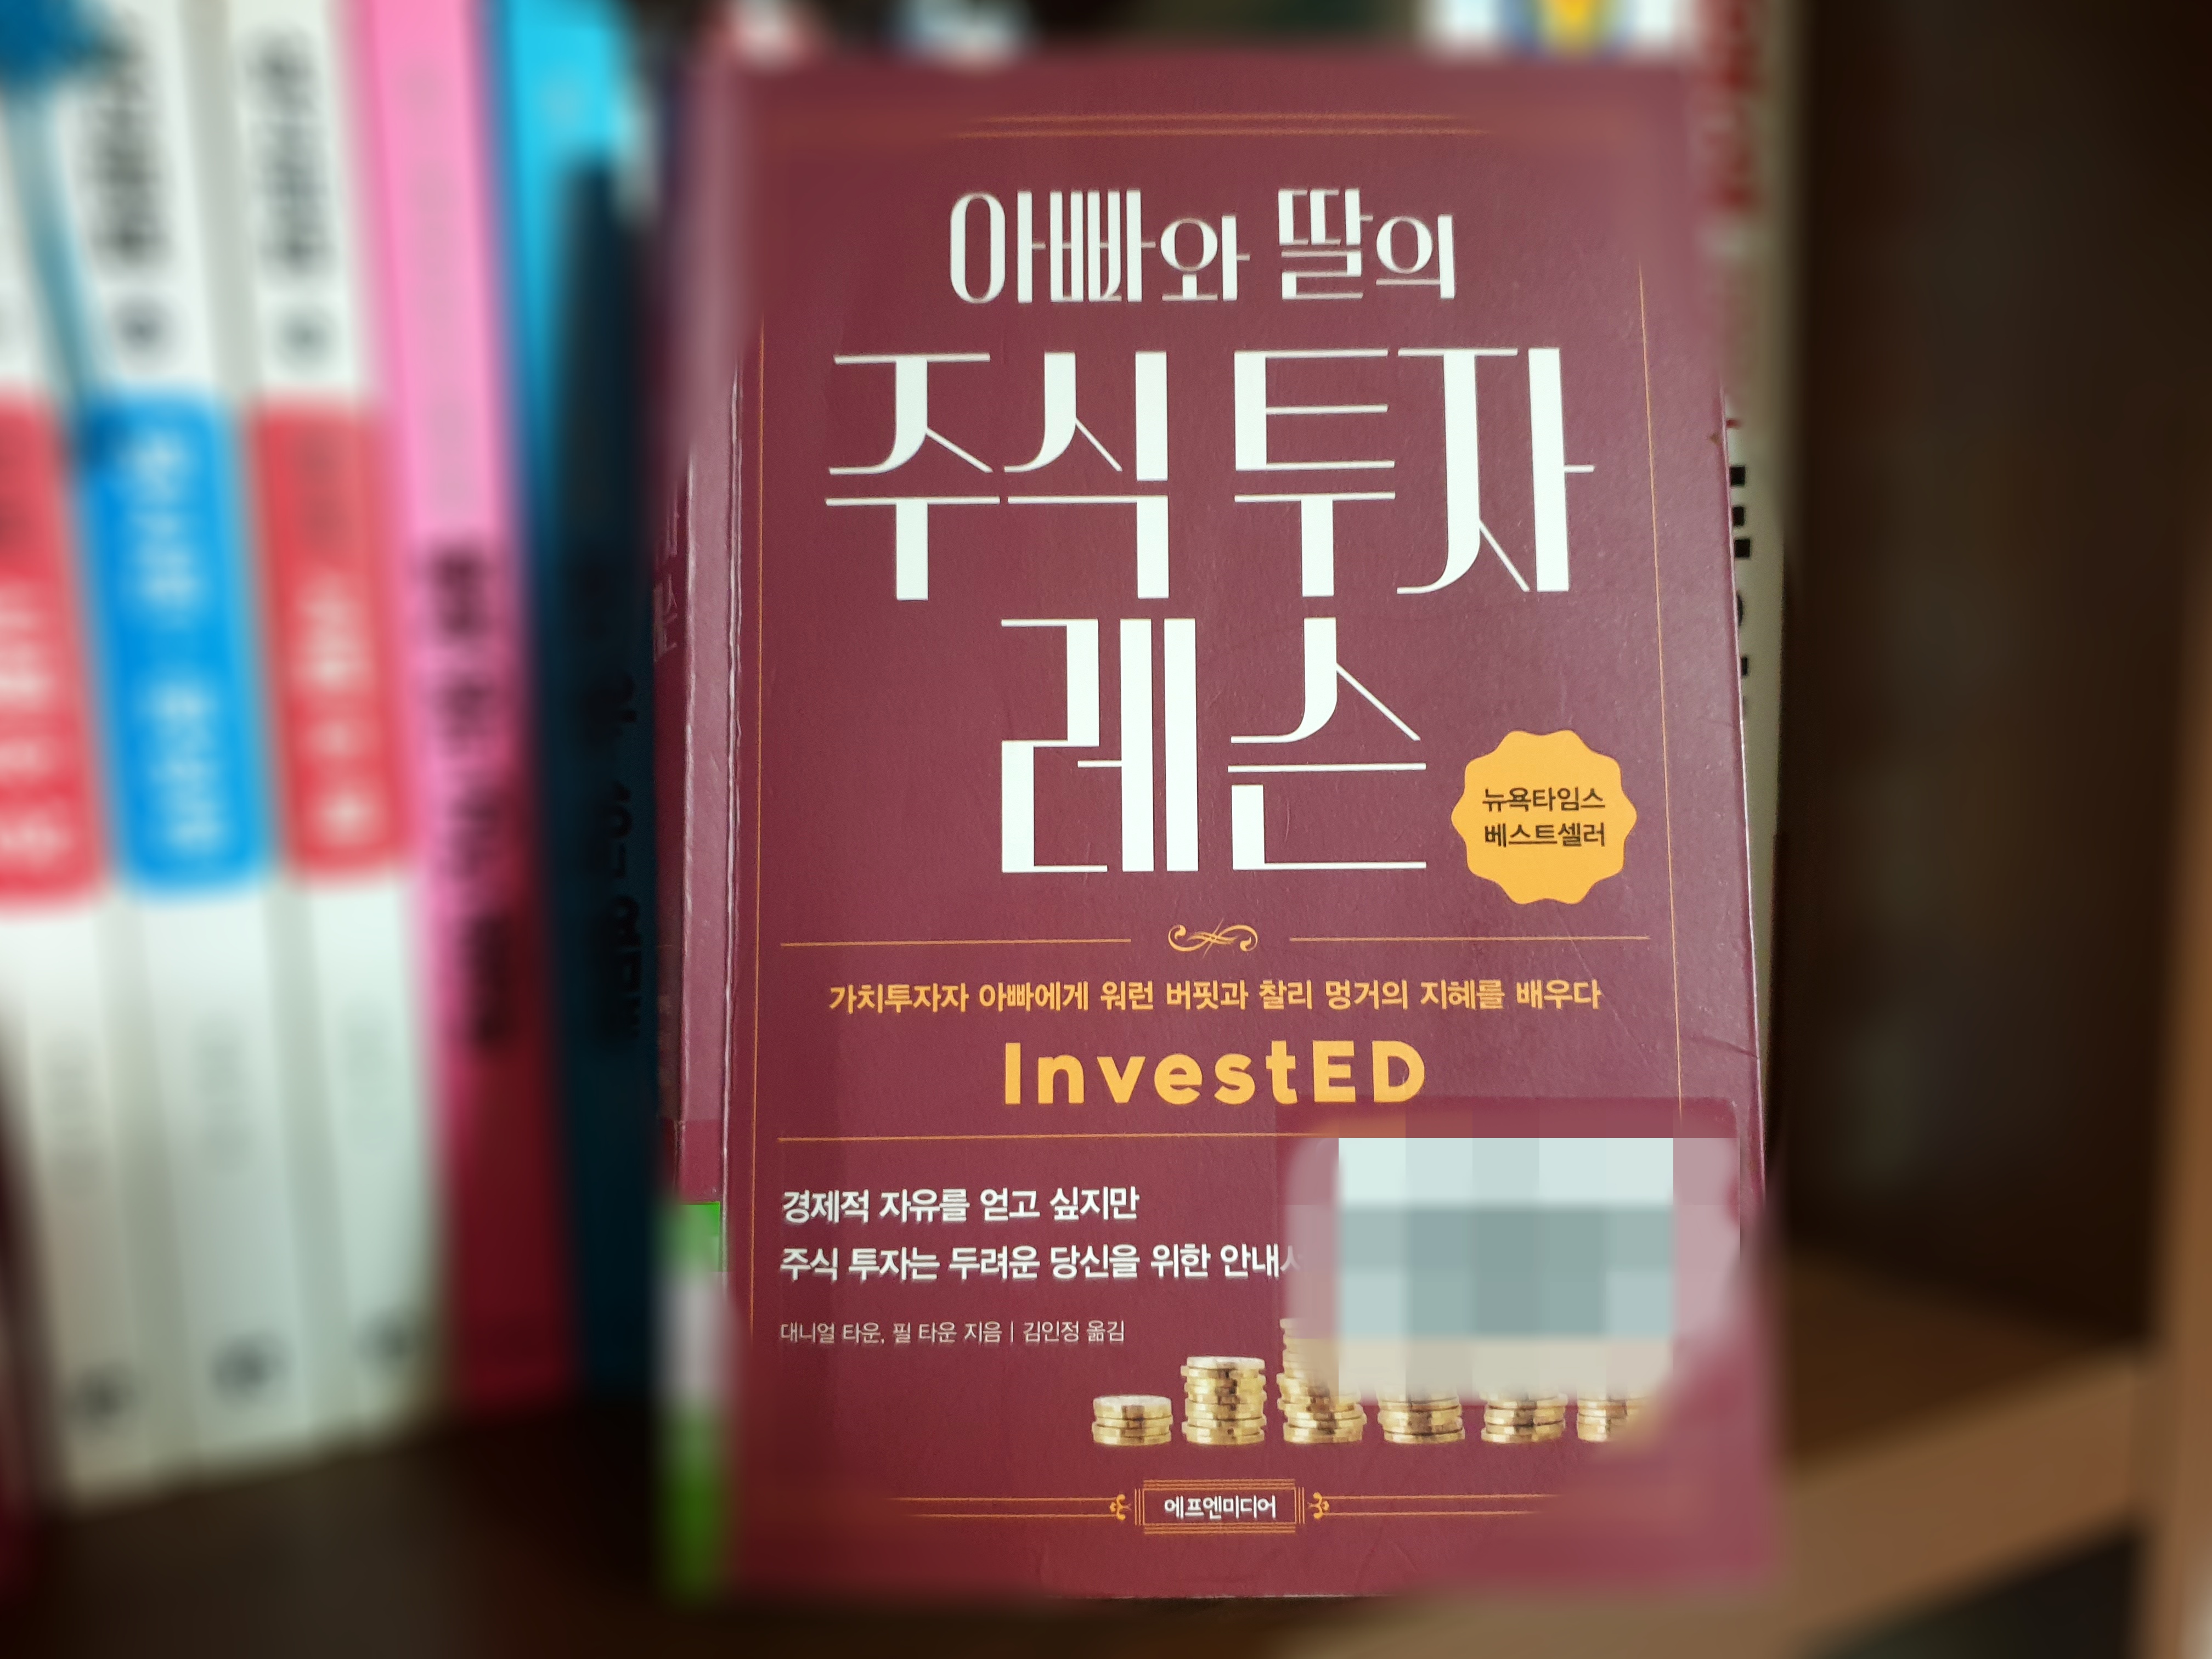 아빠와 딸의
주식 투자
레슨
뉴욕타임스
베스트셀러
가치투자자 아빠에게 워런 버핏과 찰리 멍거의 지혜를 배우다
InvestED
경제적 자유를 얻고 싶지만
주식 투자는 두려운 당신을 위한
대니얼 타운, 필 타운 지음 | 김인정 옮김
에프엔미디어